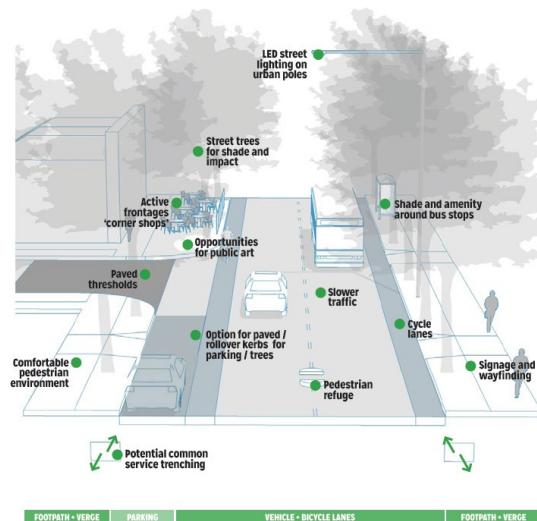 LED street
lighting on
urban poles
Street trees
for shade and
impact
Active
frontages
'corner shops'
Shade and amenity
around bus stops
Opportunities
for public art
Paved
thresholds
Slower
traffic
Option for paved /
rollover kerbs for
parking / trees
Cycle
lanes
Comfortable
pedestrian
environment
Signage and
wayfinding
Pedestrian
refuge
Potential common
service trenching
FOOTPATH • VERGE PARKING VEHICLE • BICYCLE LANES FOOTPATH • VERGE